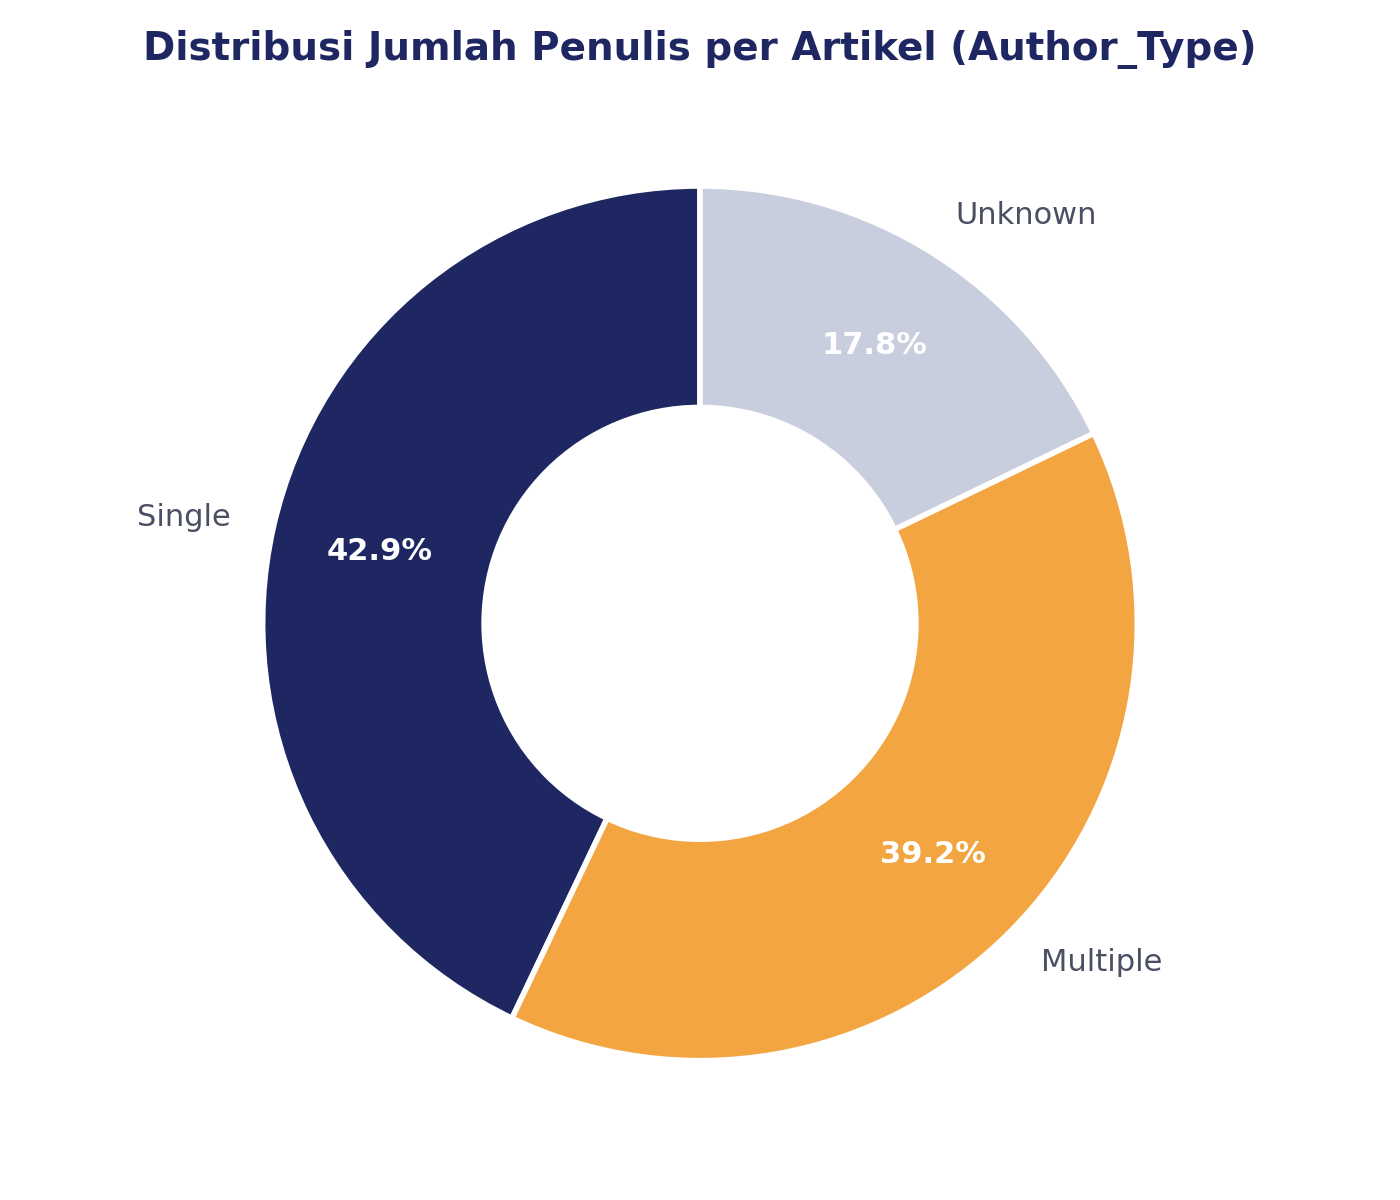 Distribusi Jumlah Penulis per Artikel (Author_Type)
Unknown
17.8%
Single
42.9%
39.2%
Multiple